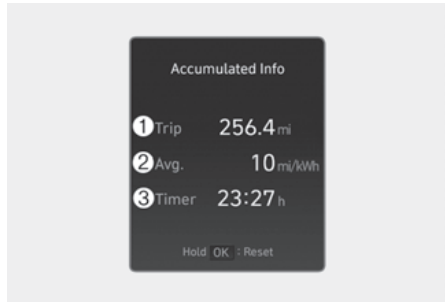 Accumulated Info
① Trip 256.4 mi
② Avg. 10 mi/kWh
③ Timer 23:27 h
Hold OK : Reset